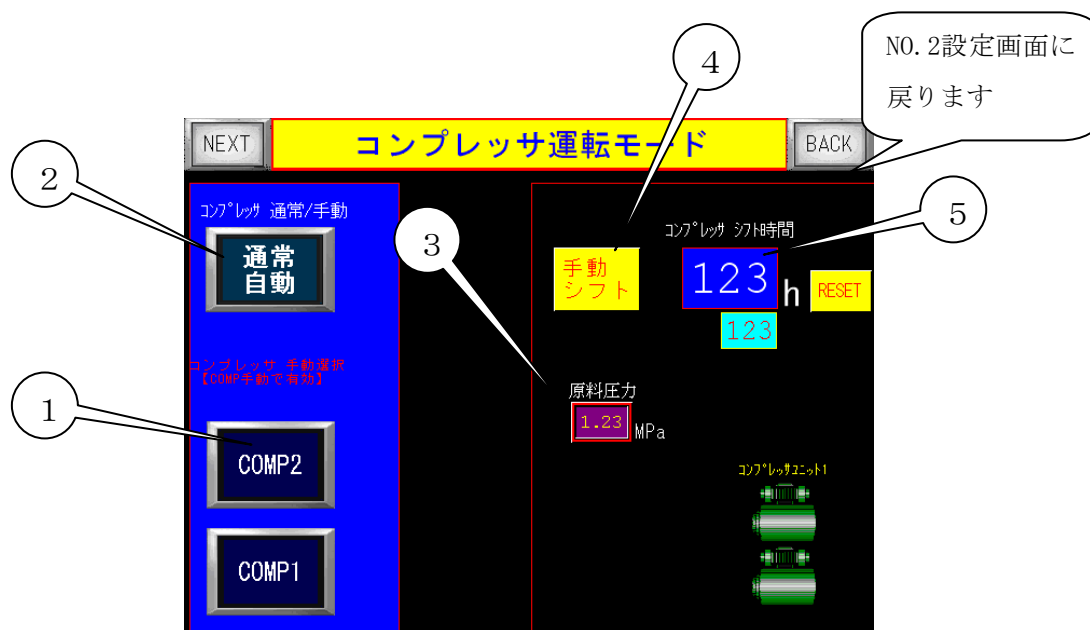 NO.2設定画面に
戻ります
4
NEXT
コンプレッサ運転モード
BACK
2
コンプレッサ 通常/手動
通常
自動
3
手動
シフト
コンプレッサ シフト時間
5
123
h
RESET
123
コンプレッサ 手動選択
【COMP手動で有効】
1
原料圧力
1.23
MPa
COMP2
コンプレッサユニット1
COMP1